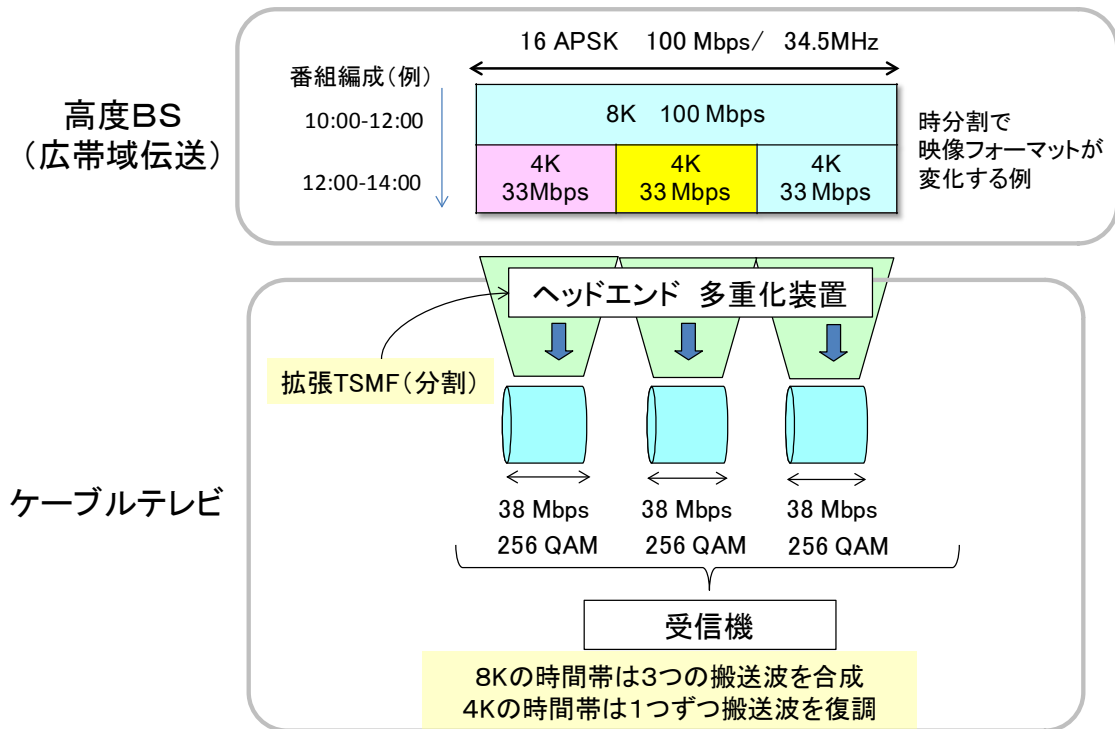 16 APSK 100 Mbps/ 34.5MHz
番組編成(例)
高度BS
(広帯域伝送)
10:00-12:00
8K 100 Mbps
時分割で
映像フォーマットが
変化する例
12:00-14:00
4K
33Mbps
4K
33 Mbps
4K
33 Mbps
ヘッドエンド 多重化装置
拡張TSMF(分割)
ケーブルテレビ
38 Mbps
256 QAM
38 Mbps
256 QAM
38 Mbps
256 QAM
受信機
8Kの時間帯は3つの搬送波を合成
4Kの時間帯は1つずつ搬送波を復調